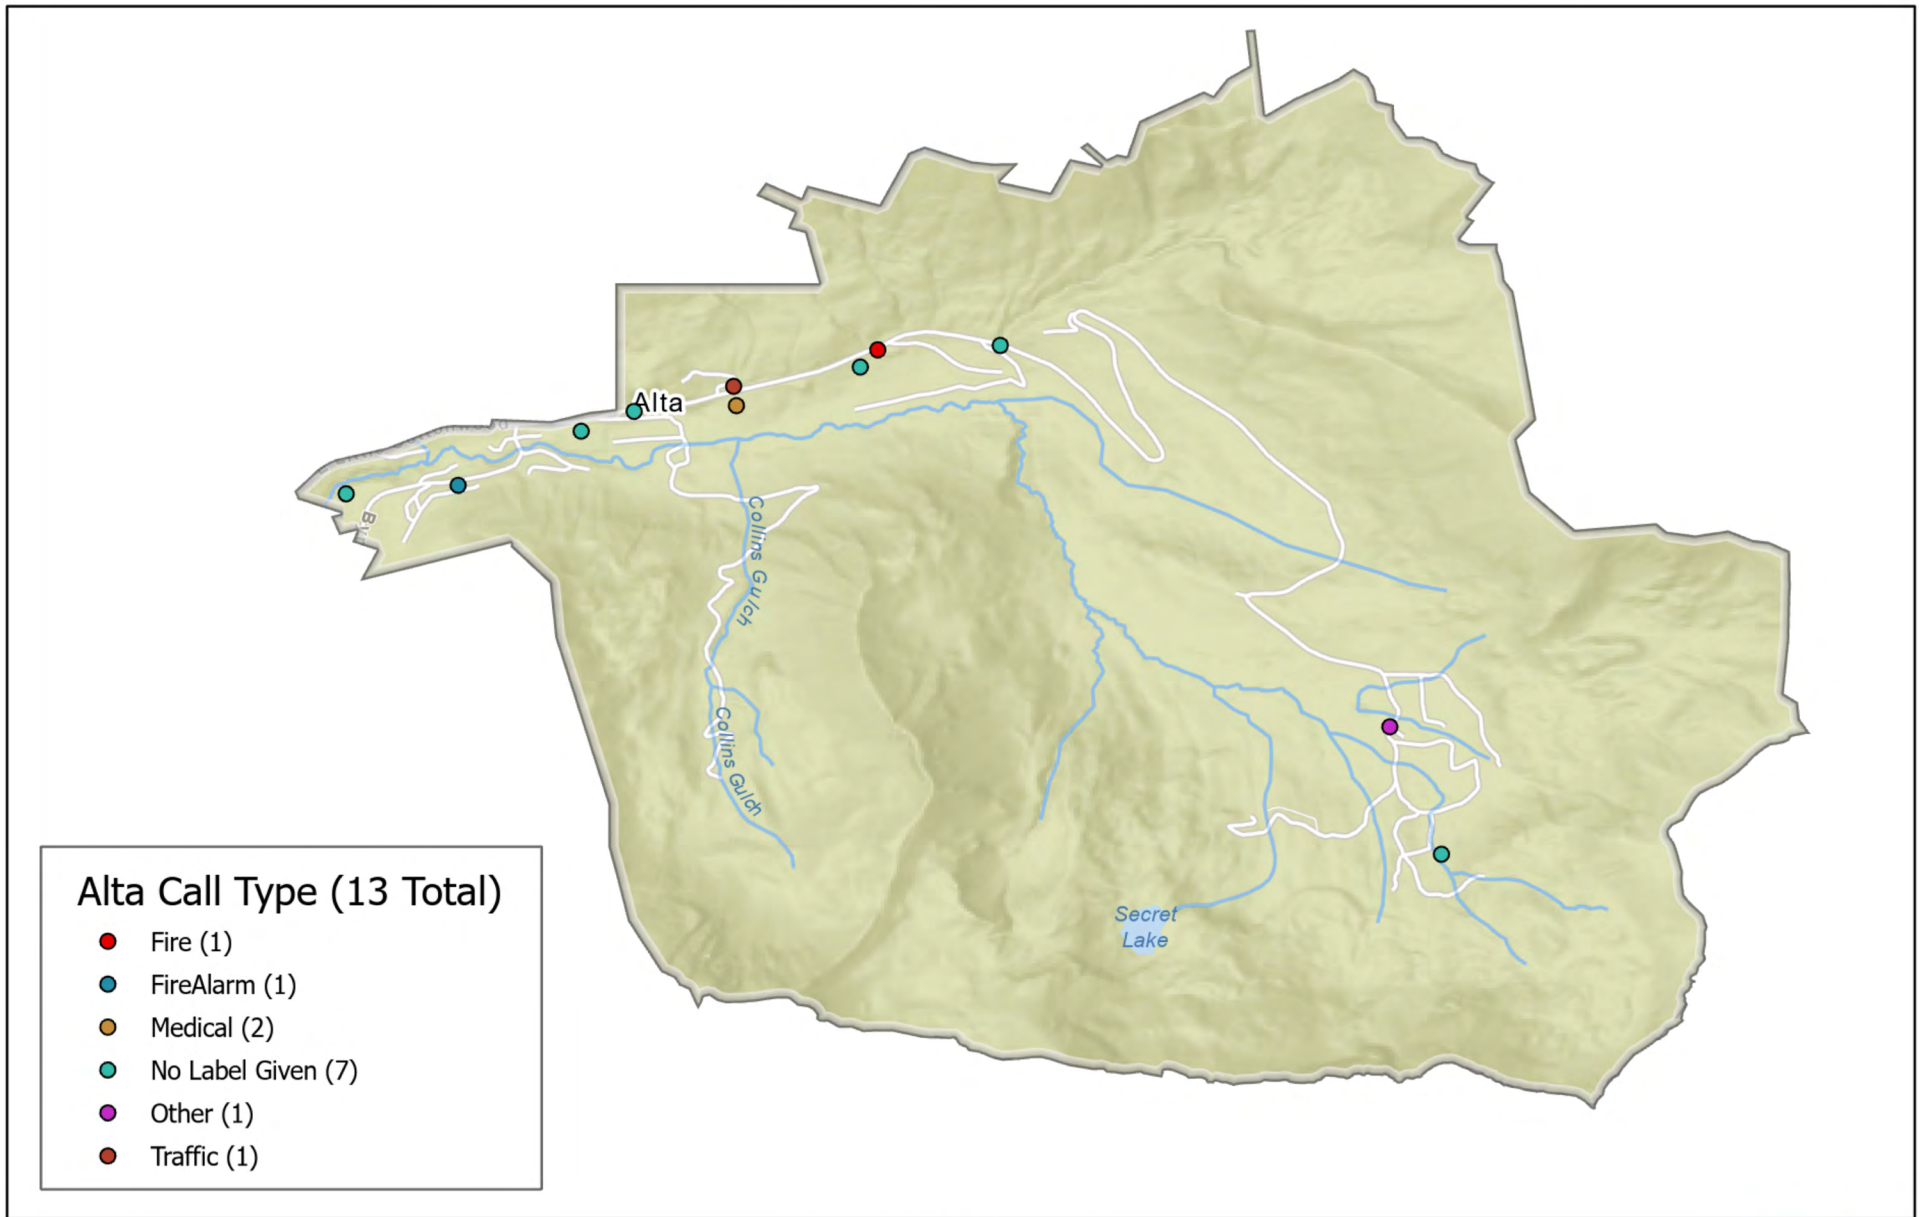 Alta
Collins Gulch
Collins Gulch
Secret
Lake
Alta Call Type (13 Total)
Fire (1)
FireAlarm (1)
Medical (2)
No Label Given (7)
Other (1)
Traffic (1)